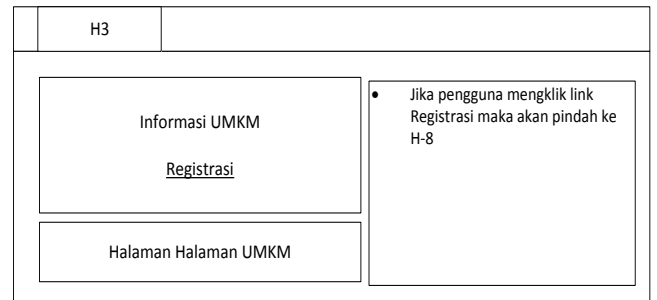 H3
Informasi UMKM
Registrasi
Halaman Halaman UMKM
• Jika pengguna mengklik link
Registrasi maka akan pindah ke
H-8